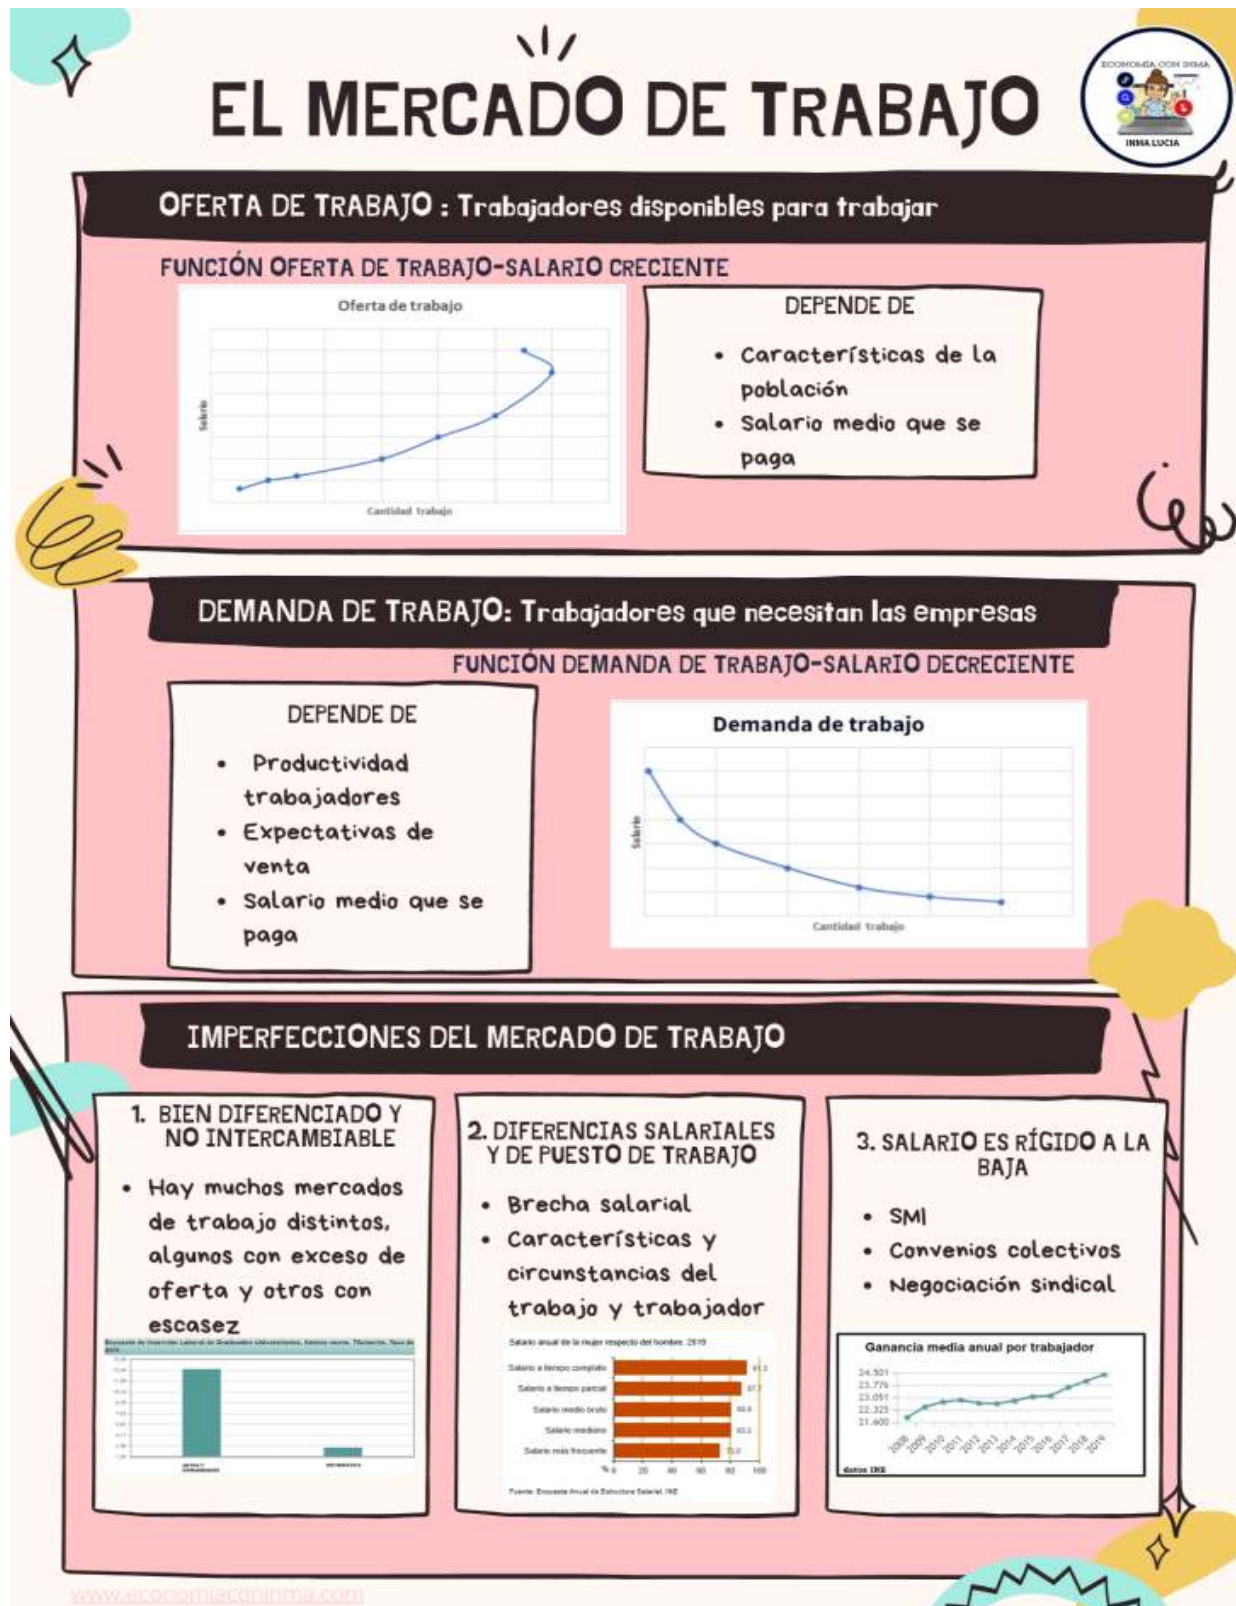 EL MERCADO DE TRABAJO
ECONOMÍA CON INMA
INMA LUCIA
OFERTA DE TRABAJO : Trabajadores disponibles para trabajar
FUNCIÓN OFERTA DE TRABAJO-SALARIO CRECIENTE
Oferta de trabajo
Salario
Cantidad trabajo
DEPENDE DE
• Características de la
población
• Salario medio que se
paga
DEMANDA DE TRABAJO: Trabajadores que necesitan las empresas
FUNCIÓN DEMANDA DE TRABAJO-SALARIO DECRECIENTE
DEPENDE DE
• Productividad
trabajadores
• Expectativas de
venta
• Salario medio que se
paga
Demanda de trabajo
Salario
Cantidad trabajo
IMPERFECCIONES DEL MERCADO DE TRABAJO
1. BIEN DIFERENCIADO Y
NO INTERCAMBIABLE
• Hay muchos mercados
de trabajo distintos,
algunos con exceso de
oferta y otros con
escasez
2. DIFERENCIAS SALARIALES
Y DE PUESTO DE TRABAJO
• Brecha salarial
• Características y
circunstancias del
trabajo y trabajador
Salario anual de la mujer respecto del hombre. 2019
Salario a tiempo completo
Salario a tiempo parcial
Salario medio bruto
Salario mediano
Salario más frecuente
% 0 20 40 60 80 100
Fuente: Encuesta Anual de Estructura Salarial. INE
3. SALARIO ES RÍGIDO A LA
BAJA
• SMI
• Convenios colectivos
• Negociación sindical
Ganancia media anual por trabajador
24.501
23.776
23.051
22.325
21.600
2008 2009 2010 2011 2012 2013 2014 2015 2016 2017 2018 2019
datos INE
www.economiaconinma.com